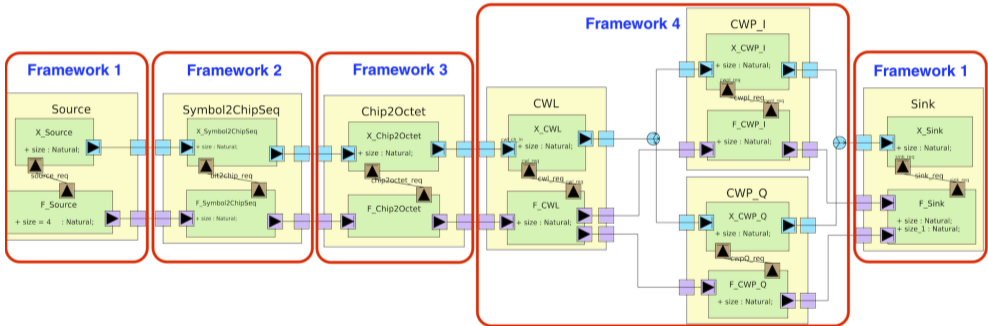 Framework 1
Source
X_Source
+ size : Natural;
source_req
F_Source
+ size = 4 : Natural;
Framework 2
Symbol2ChipSeq
X_Symbol2ChipSeq
+ size : Natural;
bit2chip_req
F_Symbol2ChipSeq
+ size : Natural;
Framework 3
Chip2Octet
X_Chip2Octet
+ size : Natural;
chip2octet_req
F_Chip2Octet
+ size : Natural;
Framework 4
CWL
X_CWL
+ size : Natural;
cwl_req
F_CWL
+ size : Natural;
CWP_I
X_CWP_I
+ size : Natural;
cwpI_req
F_CWP_I
+ size : Natural;
CWP_Q
X_CWP_Q
+ size : Natural;
cwpQ_req
F_CWP_Q
+ size : Natural;
Framework 1
Sink
X_Sink
+ size : Natural;
sink_req
F_Sink
+ size : Natural;
+ size_1 : Natural;